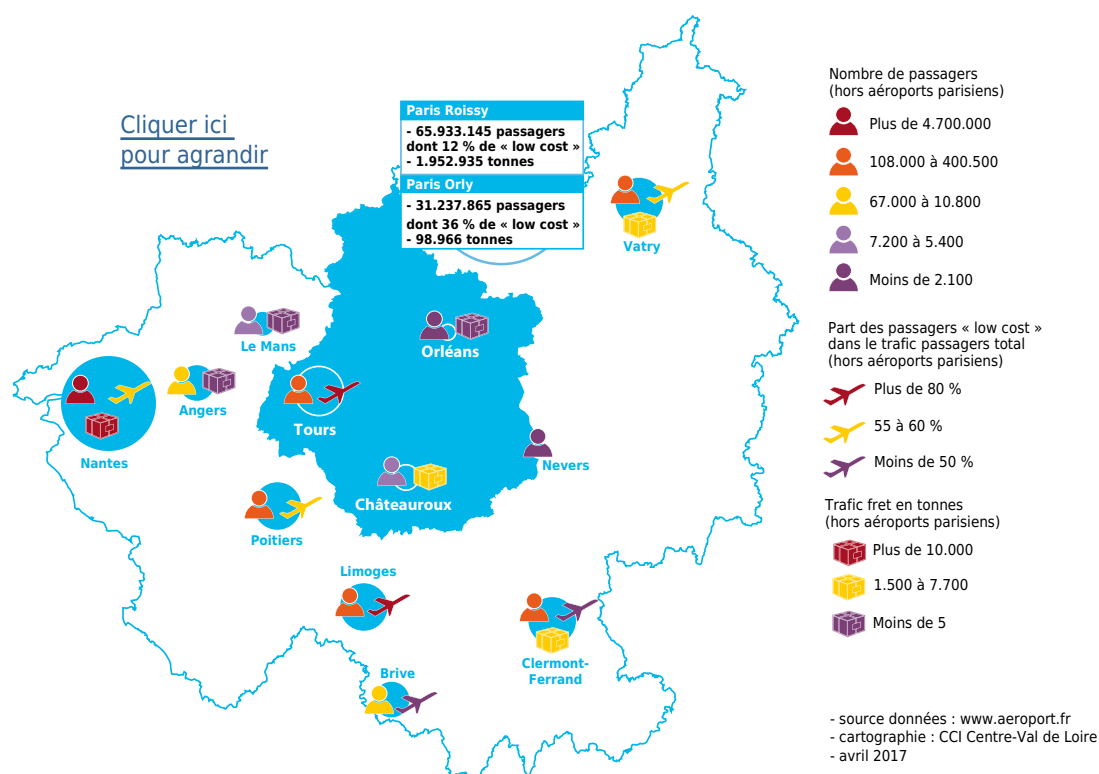 Cliquer ici
pour agrandir
Paris Roissy
- 65.933.145 passagers
dont 12 % de « low cost »
- 1.952.935 tonnes
Paris Orly
- 31.237.865 passagers
dont 36 % de « low cost »
- 98.966 tonnes
Vatry
Le Mans
Orléans
Angers
Tours
Nantes
Nevers
Châteauroux
Poitiers
Limoges
Clermont-
Ferrand
Brive
Nombre de passagers
(hors aéroports parisiens)
Plus de 4.700.000
108.000 à 400.500
67.000 à 10.800
7.200 à 5.400
Moins de 2.100
Part des passagers « low cost »
dans le trafic passagers total
(hors aéroports parisiens)
Plus de 80 %
55 à 60 %
Moins de 50 %
Trafic fret en tonnes
(hors aéroports parisiens)
Plus de 10.000
1.500 à 7.700
Moins de 5
- source données : www.aeroport.fr
- cartographie : CCI Centre-Val de Loire
- avril 2017